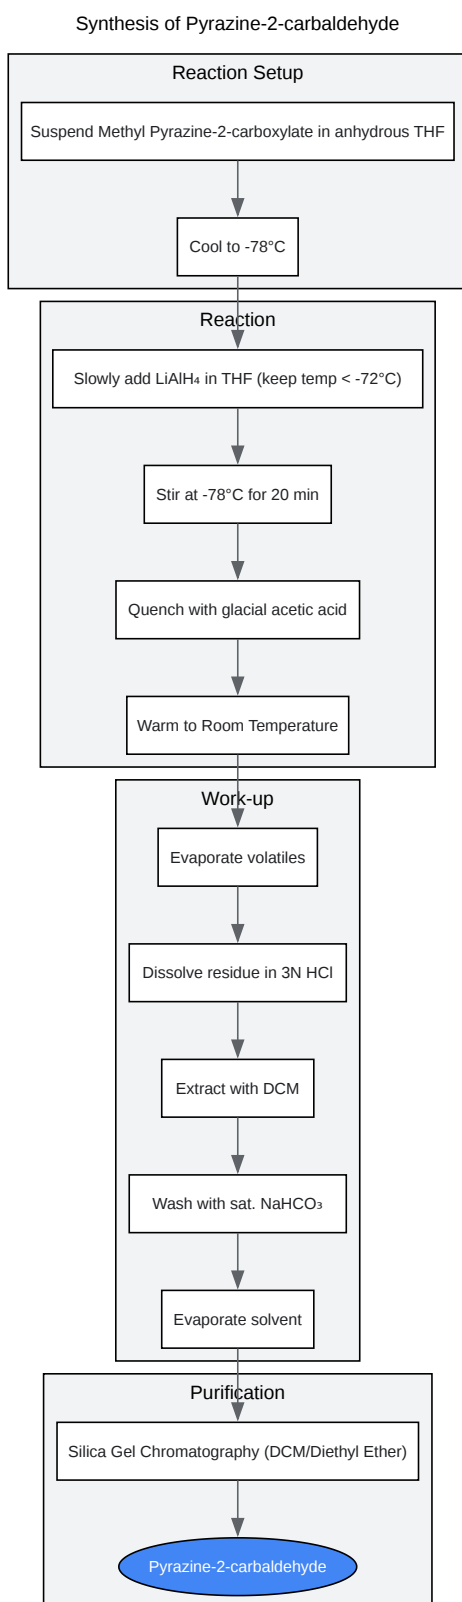 Synthesis of Pyrazine-2-carbaldehyde
Reaction Setup
Suspend Methyl Pyrazine-2-carboxylate in anhydrous THF
Cool to -78°C
Reaction
Slowly add LiAlH₄ in THF (keep temp < -72°C)
Stir at -78°C for 20 min
Quench with glacial acetic acid
Warm to Room Temperature
Work-up
Evaporate volatiles
Dissolve residue in 3N HCl
Extract with DCM
Wash with sat. NaHCO₃
Evaporate solvent
Purification
Silica Gel Chromatography (DCM/Diethyl Ether)
Pyrazine-2-carbaldehyde